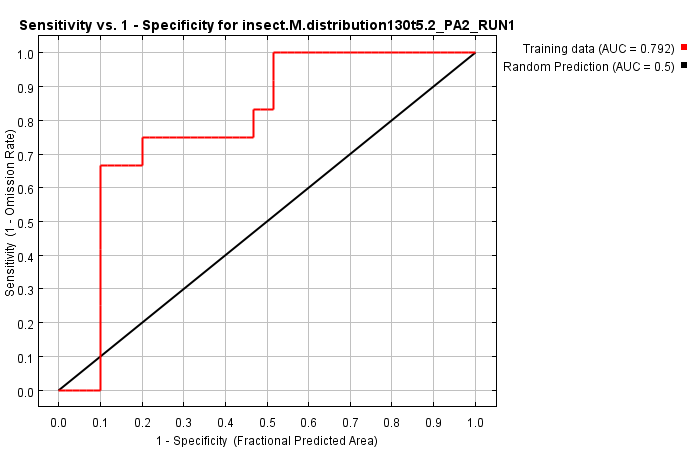 Sensitivity vs. 1 - Specificity for insect.M.distribution130t5.2_PA2_RUN1
Training data (AUC = 0.792)
Random Prediction (AUC = 0.5)
Sensitivity (1 - Omission Rate)
1.0
0.9
0.8
0.7
0.6
0.5
0.4
0.3
0.2
0.1
0.0
0.0 0.1 0.2 0.3 0.4 0.5 0.6 0.7 0.8 0.9 1.0
1 - Specificity (Fractional Predicted Area)